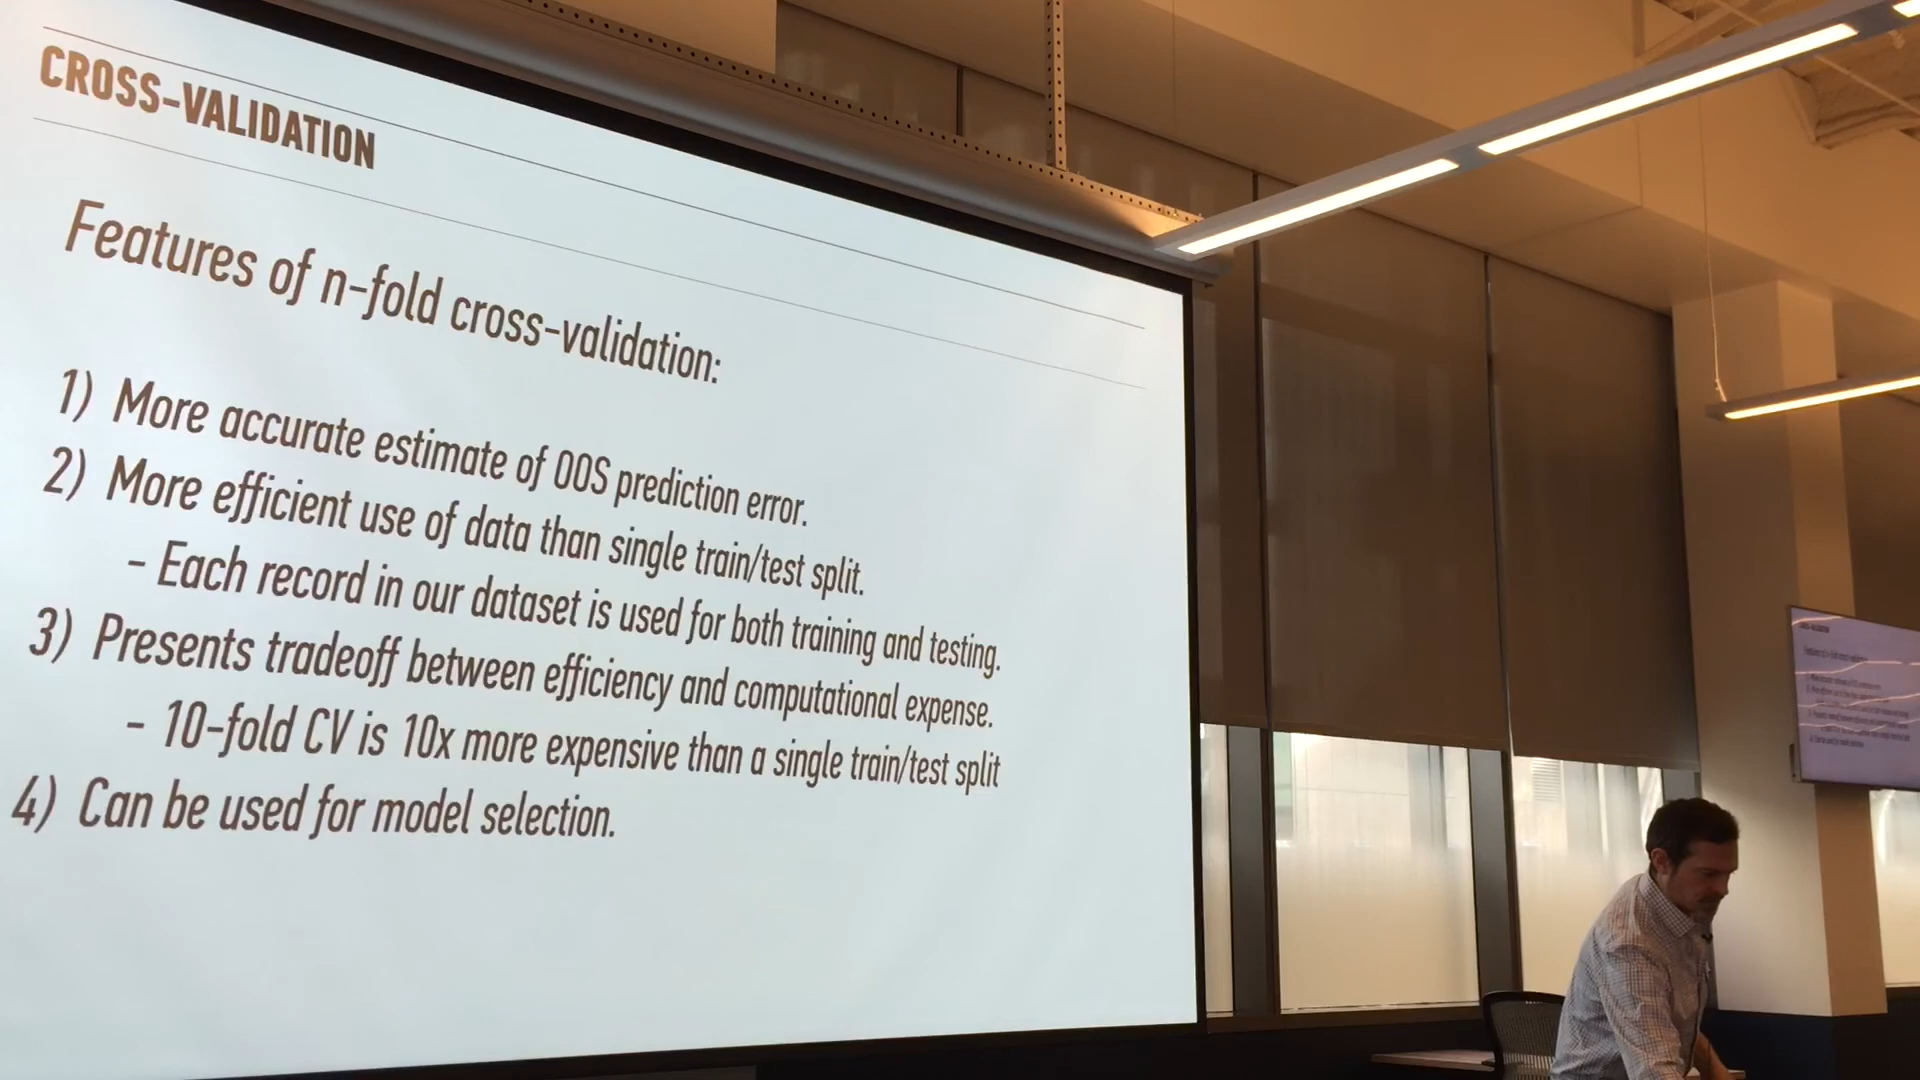 CROSS-VALIDATION
Features of n-fold cross-validation:
1) More accurate estimate of OOS prediction error.
2) More efficient use of data than single train/test split.
- Each record in our dataset is used for both training and testing.
3) Presents tradeoff between efficiency and computational expense.
- 10-fold CV is 10x more expensive than a single train/test split
4) Can be used for model selection.